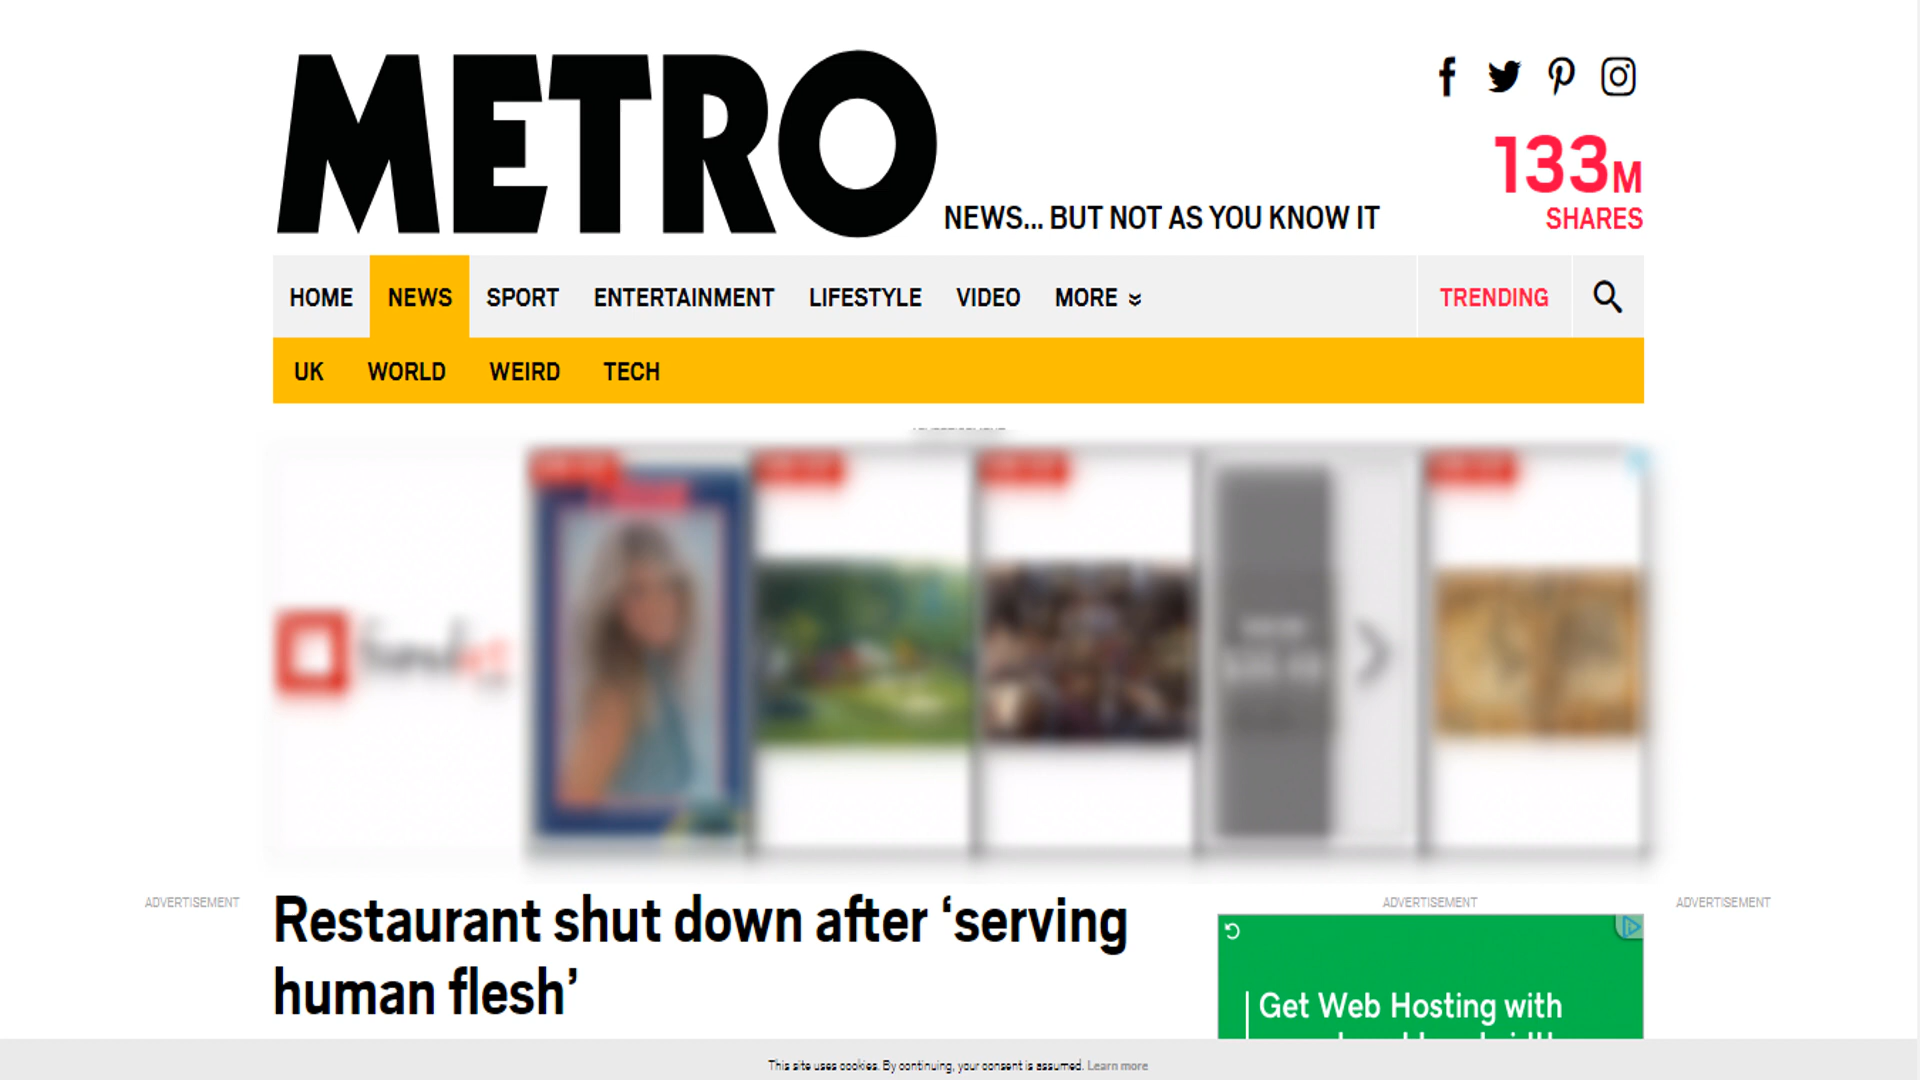 METRO
NEWS... BUT NOT AS YOU KNOW IT
133M
SHARES
HOME NEWS SPORT ENTERTAINMENT LIFESTYLE VIDEO MORE TRENDING
UK WORLD WEIRD TECH
ADVERTISEMENT
Restaurant shut down after ‘serving
human flesh’
ADVERTISEMENT
Get Web Hosting with
ADVERTISEMENT
This site uses cookies. By continuing, your consent is assumed. Learn more